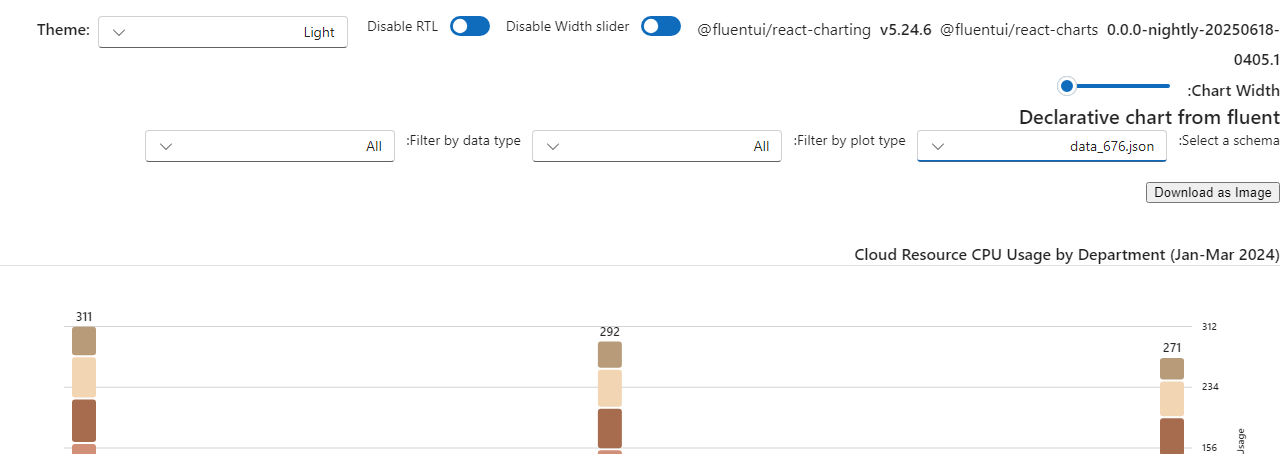 Theme:
Light
Disable RTL
Disable Width slider
@fluentui/react-charting v5.24.6 @fluentui/react-charts 0.0.0-nightly-20250618-
0405.1
:Chart Width
Declarative chart from fluent
:Select a schema
data_676.json
:Filter by plot type
All
:Filter by data type
All
Download as Image
Cloud Resource CPU Usage by Department (Jan-Mar 2024)
311
292
271
312
234
156